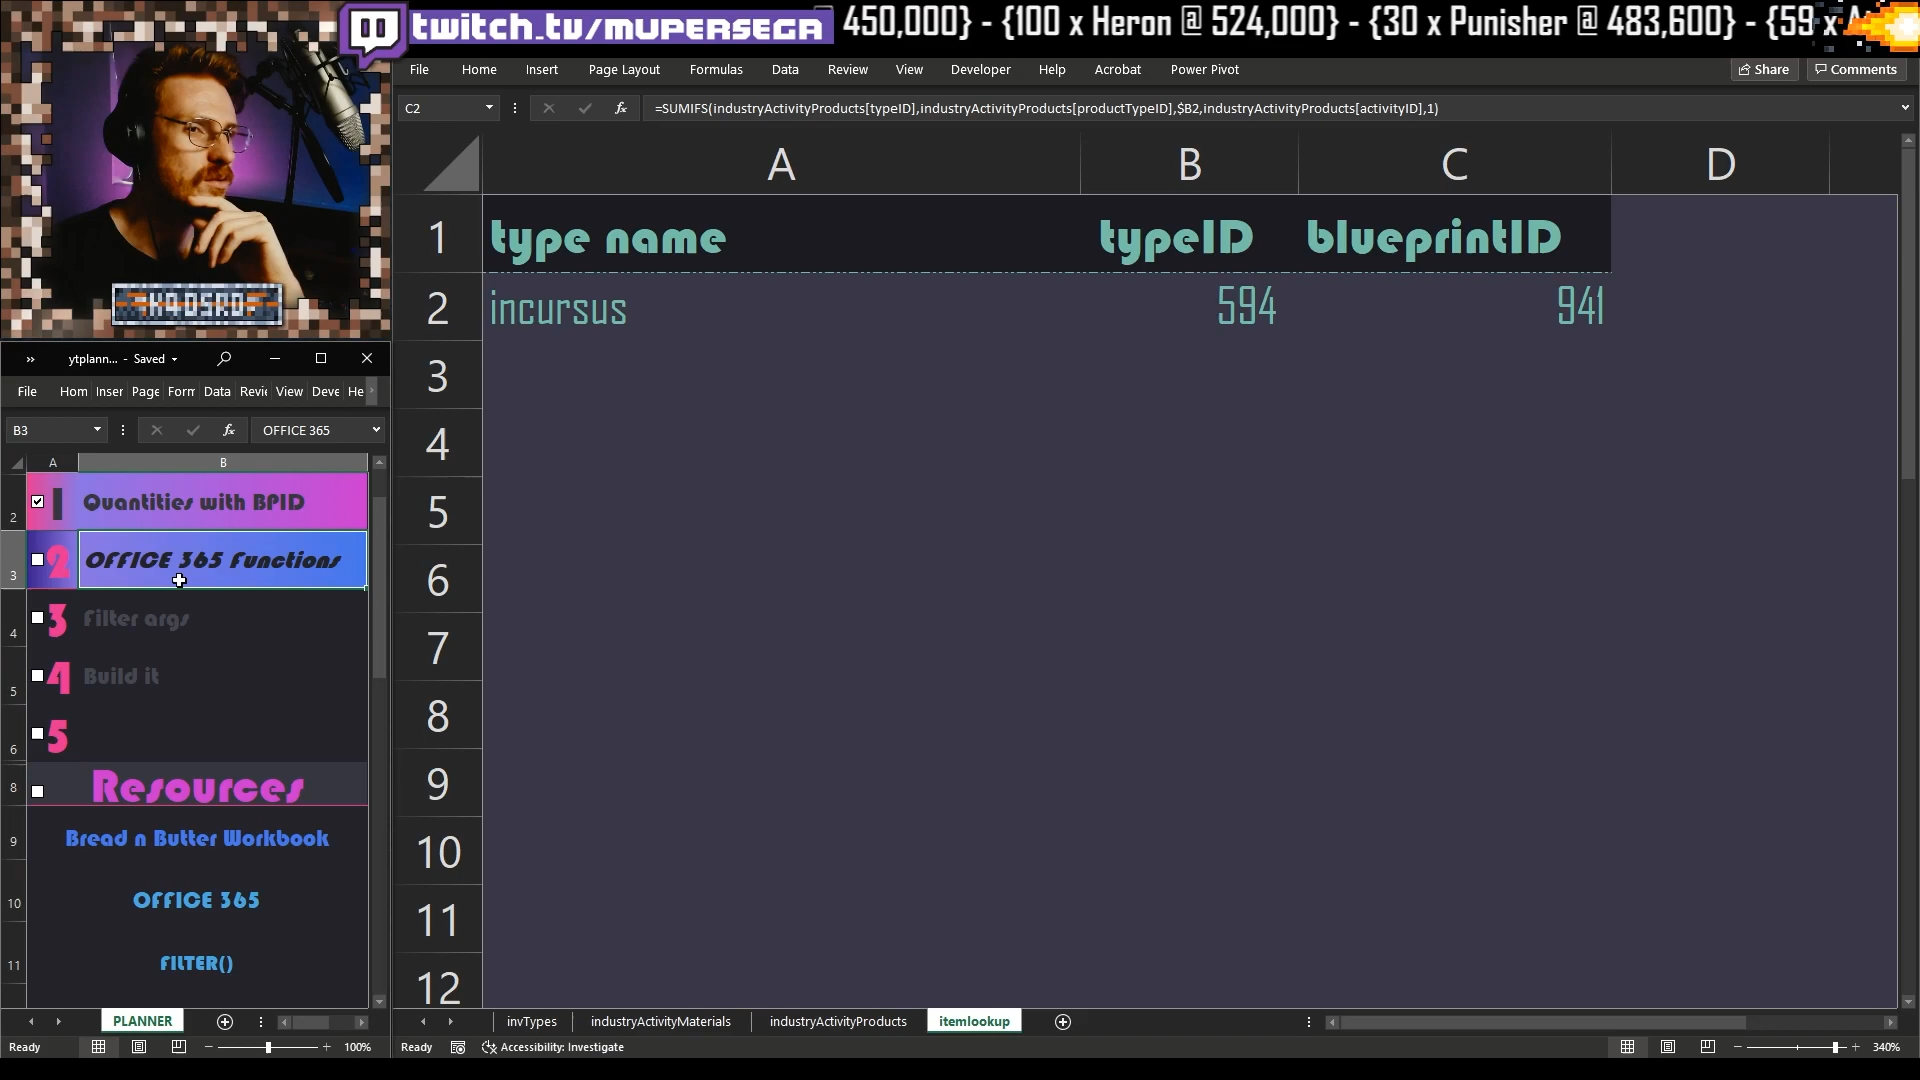 twitch.tv/mupersega 450,000} - {100 x Heron @ 524,000} - {30 x Punisher @ 483,600} - {59 x
File Home Insert Page Layout Formulas Data Review View Developer Help Acrobat Power Pivot Share Comments
C2 fx =SUMIFS(industryActivityProducts[typeID],industryActivityProducts[productTypeID],$B2,industryActivityProducts[activityID],1)
A B C D
1 type name typeID blueprintID
2 incursus 594 941
3
4
5
6
7
8
9
10
11
12
invTypes industryActivityMaterials industryActivityProducts itemlookup
Ready Accessibility: Investigate 340%
ytplann... - Saved
File Hom Inser Page Form Data Revie View Deve He
B3 fx OFFICE 365
A B
2 1 Quantities with BPID
3 2 OFFICE 365 Functions
4 3 Filter args
5 4 Build it
6 5
8 Resources
9 Bread n Butter Workbook
10 OFFICE 365
11 FILTER()
PLANNER
Ready 100%